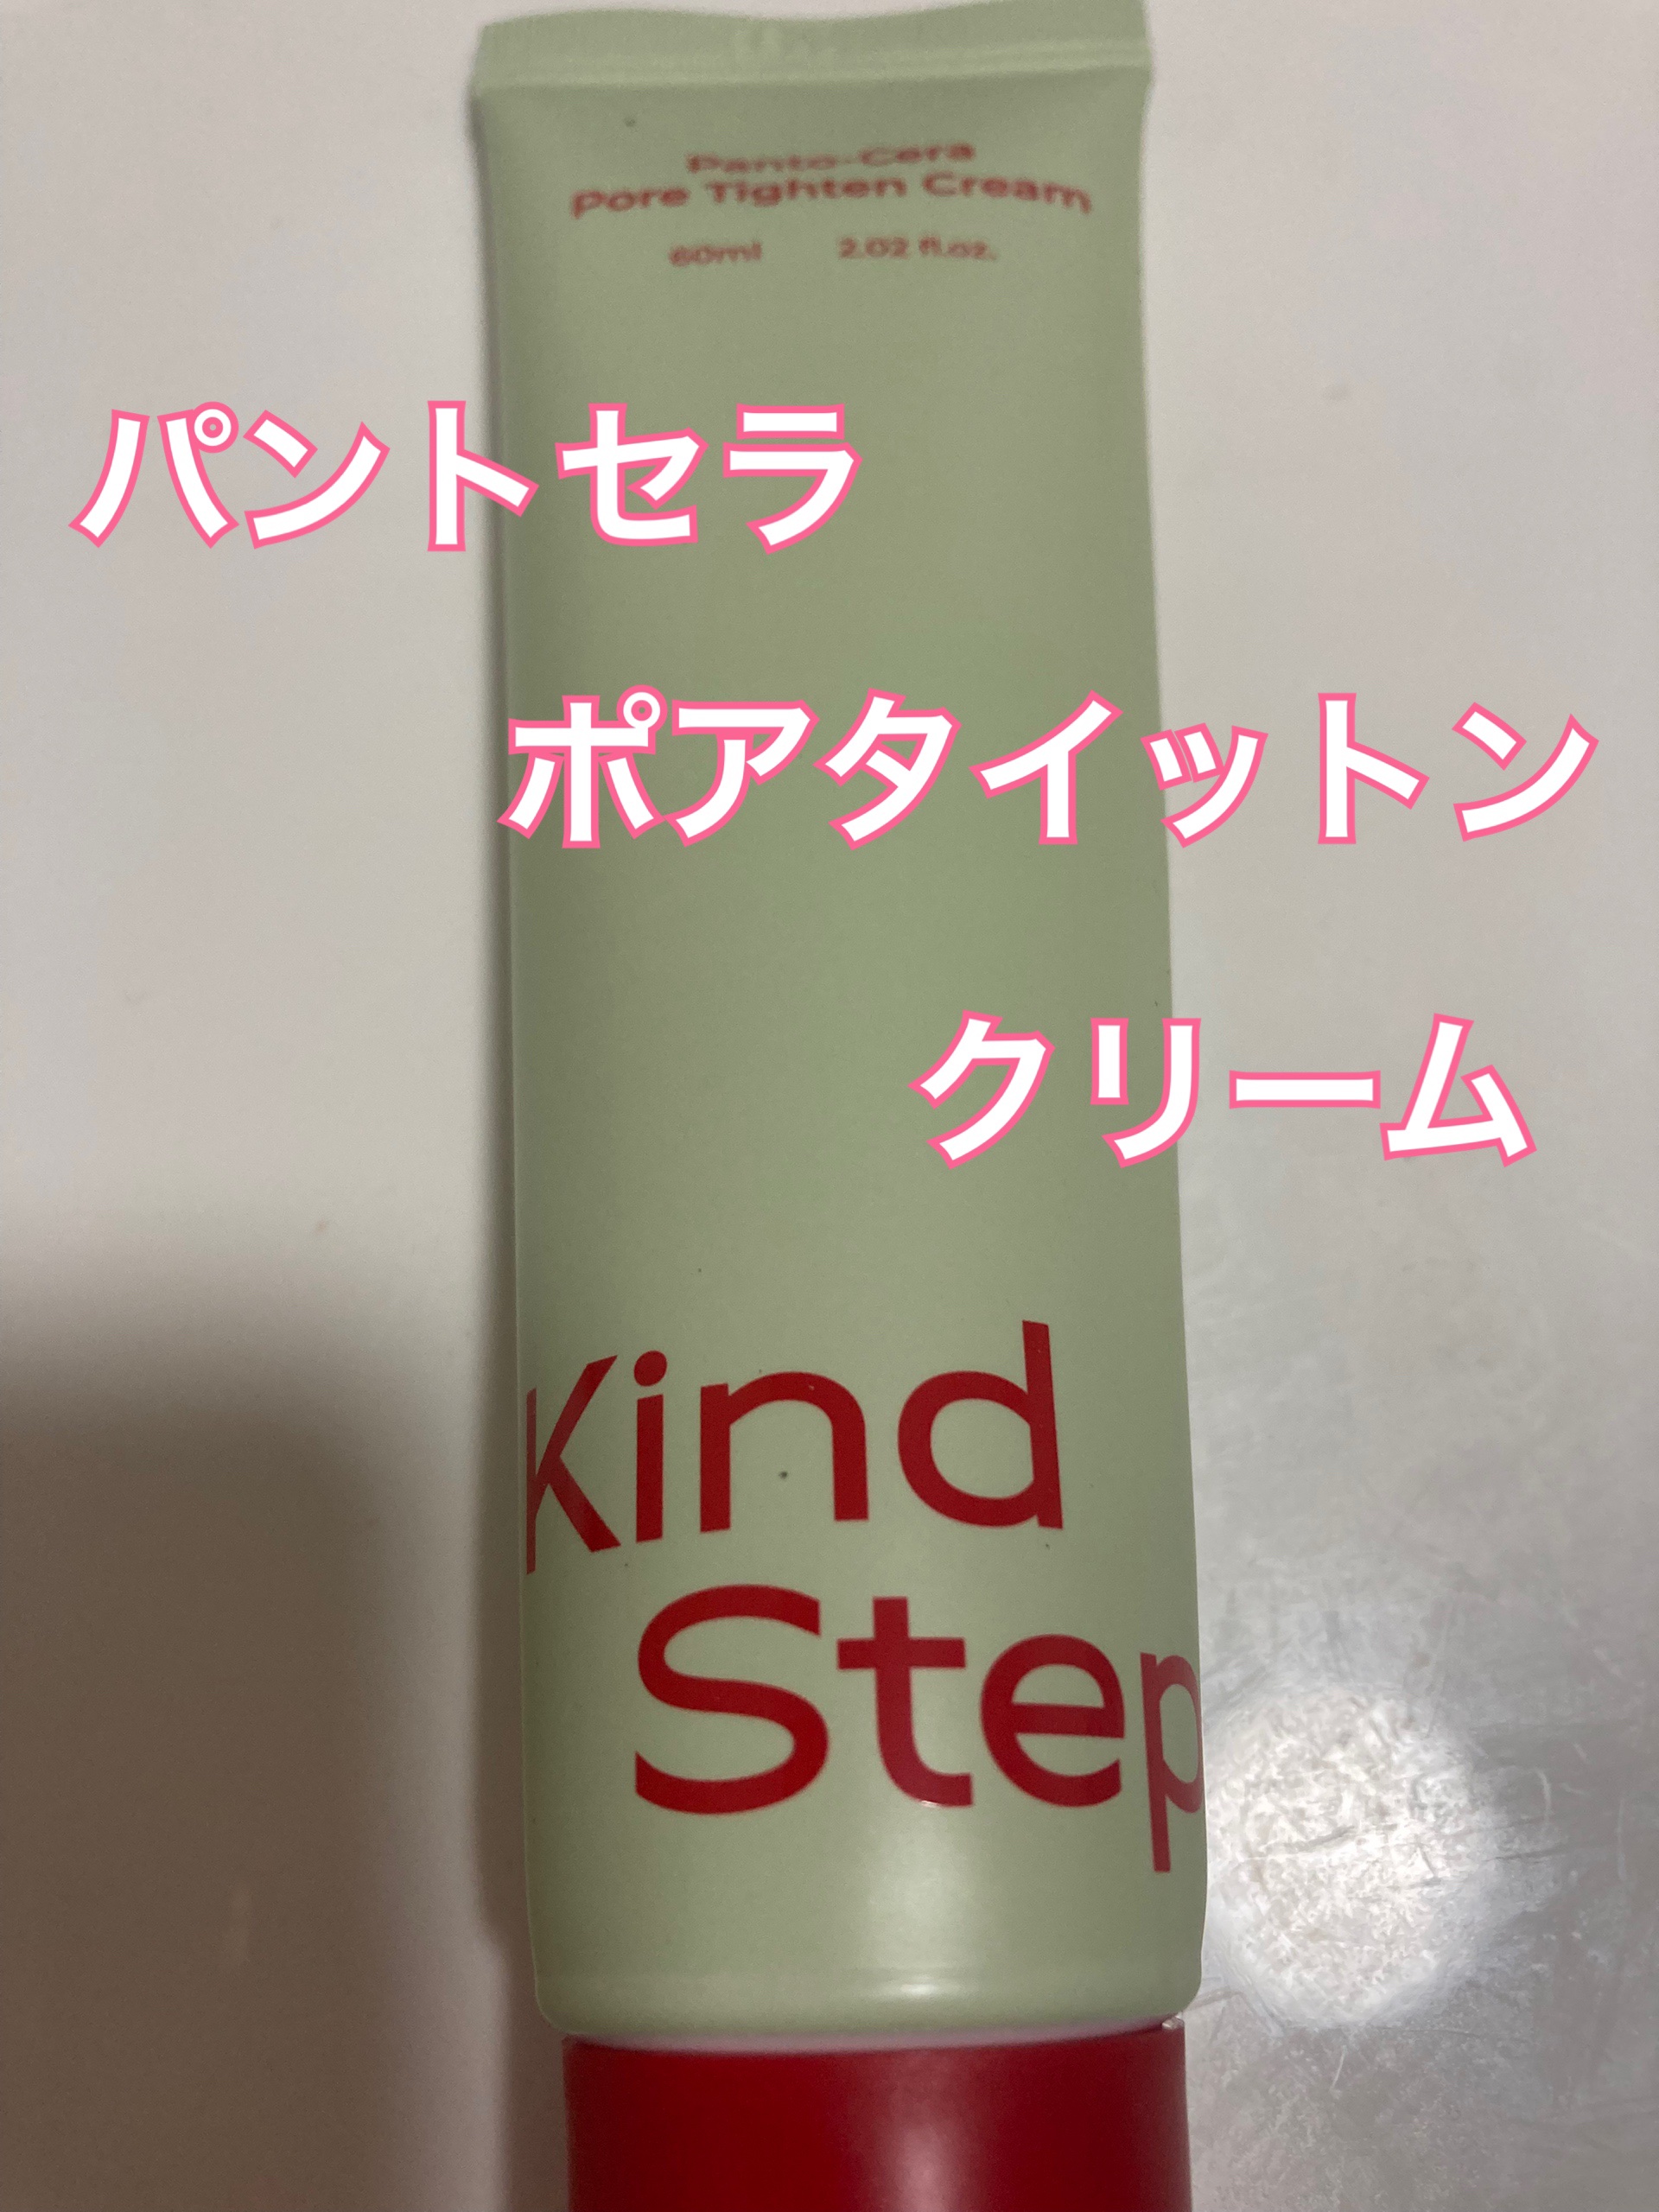 Panto-Cera
Pore Tighten Cream
60ml 2.02 fl.oz.
パントセラ
ポアタイットン
クリーム
Kind
Step